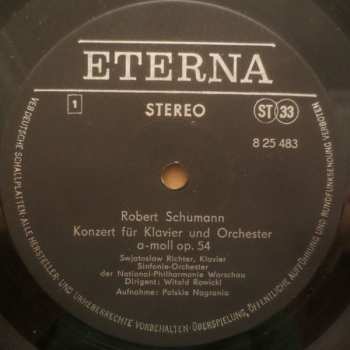 ETERNA
1
STEREO
ST 33
8 25 483
Robert Schumann
Konzert für Klavier und Orchester
a-moll op. 54
Swjatoslaw Richter, Klavier
Sinfonie-Orchester
der National-Philharmonie Warschau
Dirigent: Witold Rowicki
Aufnahme: Polskie Nagrania
VEB DEUTSCHE SCHALLPLATTEN · ALLE HERSTELLER- UND URHEBERRECHTE VORBEHALTEN · ÜBERSPIELUNG, ÖFFENTLICHE AUFFÜHRUNG UND RUNDFUNKSENDUNG VERBOTEN